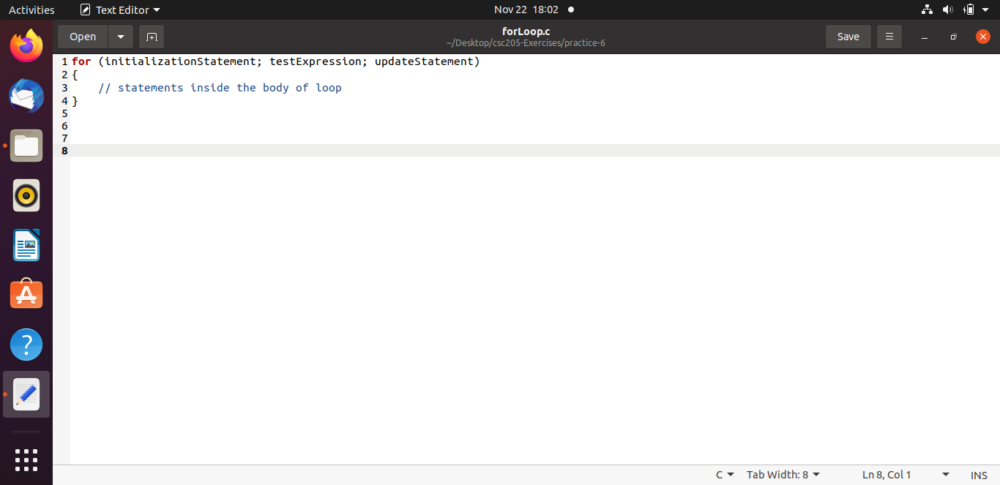 Activities Text Editor Nov 22 18:02
Open forLoop.c Save
~/Desktop/csc205-Exercises/practice-6
1 for (initializationStatement; testExpression; updateStatement)
2 {
3 // statements inside the body of loop
4 }
5
6
7
8
C Tab Width: 8 Ln 8, Col 1 INS